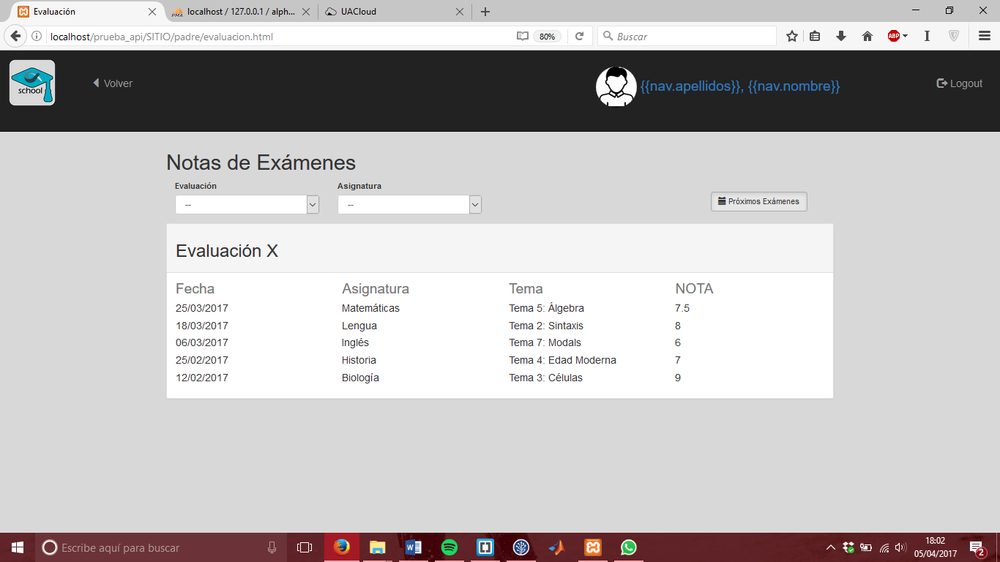 Evaluación
PMA localhost / 127.0.0.1 / alph...
UACloud
localhost/prueba_api/SITIO/padre/evaluacion.html
80%
Buscar
ABP
school
Volver
{{nav.apellidos}}, {{nav.nombre}}
Logout
Notas de Exámenes
Evaluación
Asignatura
--
--
Próximos Exámenes
Evaluación X
Fecha Asignatura Tema NOTA
25/03/2017 Matemáticas Tema 5: Álgebra 7.5
18/03/2017 Lengua Tema 2: Sintaxis 8
06/03/2017 Inglés Tema 7: Modals 6
25/02/2017 Historia Tema 4: Edad Moderna 7
12/02/2017 Biología Tema 3: Células 9
Escribe aquí para buscar
18:02
05/04/2017
2